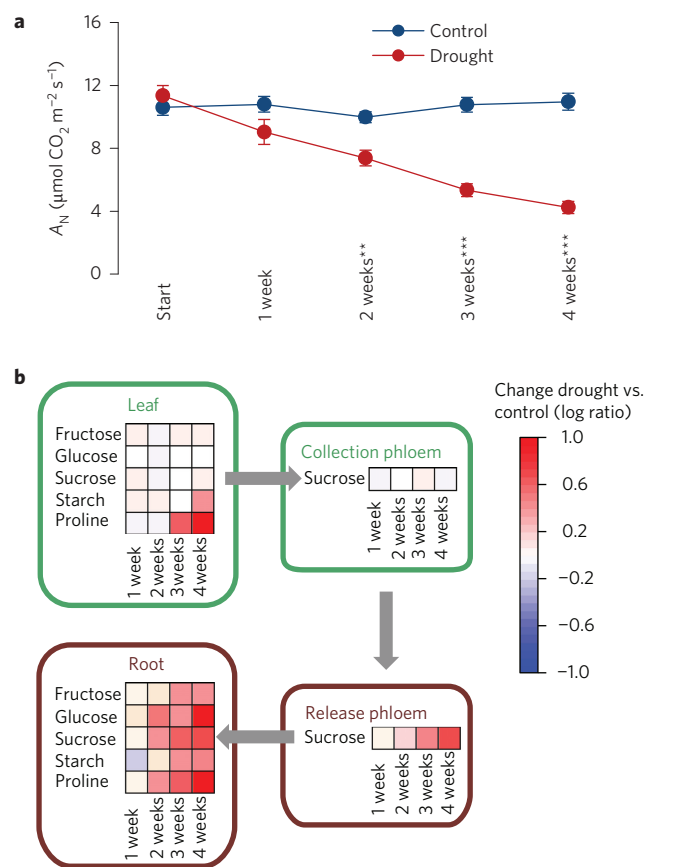 a
16
12
8
4
0
A_N (μmol CO₂ m⁻² s⁻¹)
Control
Drought
Start
1 week
2 weeks**
3 weeks***
4 weeks***
b
Leaf
Fructose
Glucose
Sucrose
Starch
Proline
1 week
2 weeks
3 weeks
4 weeks
Collection phloem
Sucrose
1 week
2 weeks
3 weeks
4 weeks
Change drought vs.
control (log ratio)
1.0
0.6
0.2
−0.2
−0.6
−1.0
Root
Fructose
Glucose
Sucrose
Starch
Proline
1 week
2 weeks
3 weeks
4 weeks
Release phloem
Sucrose
1 week
2 weeks
3 weeks
4 weeks